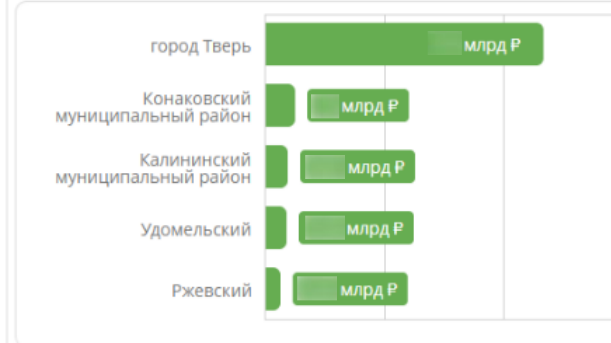 город Тверь
млрд ₽
Конаковский
муниципальный район
млрд ₽
Калининский
муниципальный район
млрд ₽
Удомельский
млрд ₽
Ржевский
млрд ₽